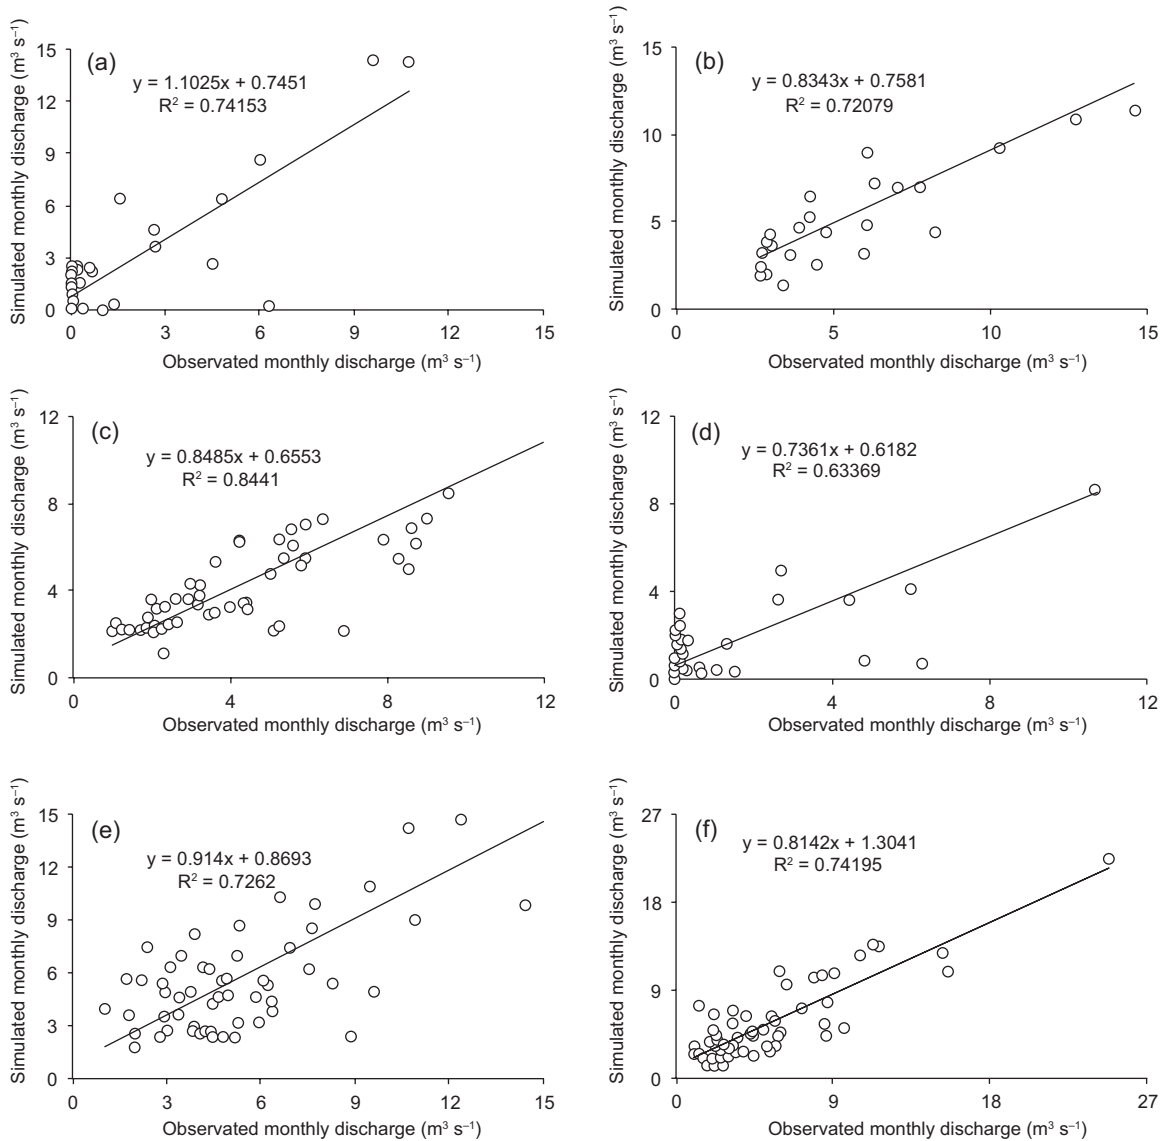 Simulated monthly discharge (m³ s⁻¹)
(a)
y = 1.1025x + 0.7451
R² = 0.74153
15
12
9
6
3
0
0 3 6 9 12 15
Observated monthly discharge (m³ s⁻¹)
Simulated monthly discharge (m³ s⁻¹)
(b)
y = 0.8343x + 0.7581
R² = 0.72079
15
10
5
0
0 5 10 15
Observated monthly discharge (m³ s⁻¹)
Simulated monthly discharge (m³ s⁻¹)
(c)
y = 0.8485x + 0.6553
R² = 0.8441
12
8
4
0
0 4 8 12
Observated monthly discharge (m³ s⁻¹)
Simulated monthly discharge (m³ s⁻¹)
(d)
y = 0.7361x + 0.6182
R² = 0.63369
12
8
4
0
0 4 8 12
Observated monthly discharge (m³ s⁻¹)
Simulated monthly discharge (m³ s⁻¹)
(e)
y = 0.914x + 0.8693
R² = 0.7262
15
12
9
6
3
0
0 3 6 9 12 15
Observated monthly discharge (m³ s⁻¹)
Simulated monthly discharge (m³ s⁻¹)
(f)
y = 0.8142x + 1.3041
R² = 0.74195
27
18
9
0
0 9 18 27
Observated monthly discharge (m³ s⁻¹)